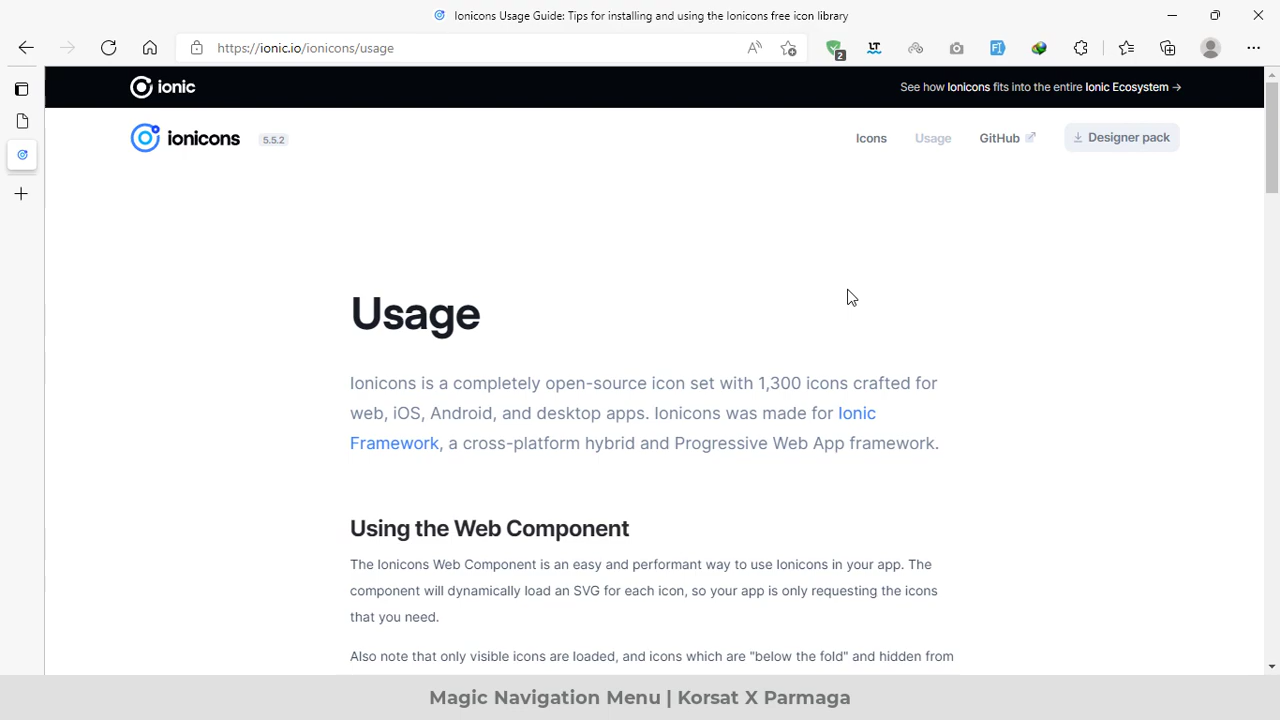 Ionicons Usage Guide: Tips for installing and using the Ionicons free icon library
https://ionic.io/ionicons/usage
2
ionic
See how Ionicons fits into the entire Ionic Ecosystem →
ionicons 5.5.2
Icons Usage GitHub Designer pack
Usage
Ionicons is a completely open-source icon set with 1,300 icons crafted for
web, iOS, Android, and desktop apps. Ionicons was made for Ionic
Framework, a cross-platform hybrid and Progressive Web App framework.
Using the Web Component
The Ionicons Web Component is an easy and performant way to use Ionicons in your app. The
component will dynamically load an SVG for each icon, so your app is only requesting the icons
that you need.
Also note that only visible icons are loaded, and icons which are "below the fold" and hidden from
Magic Navigation Menu | Korsat X Parmaga